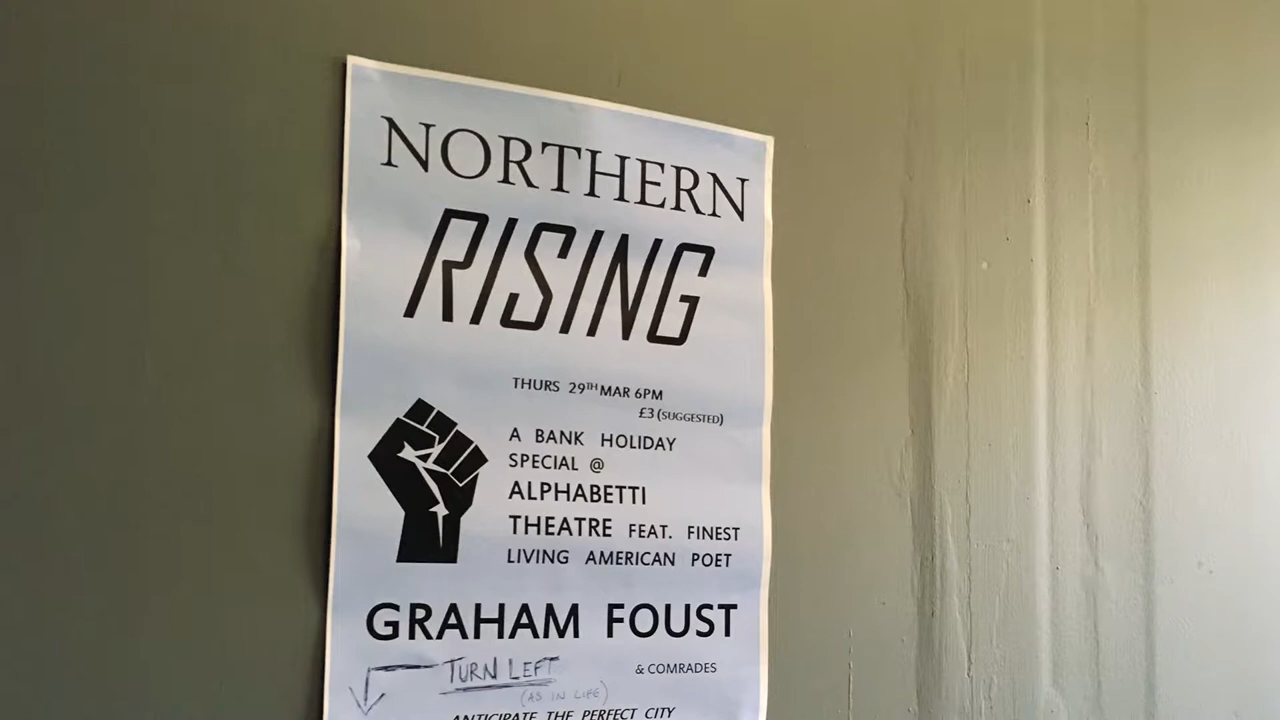 NORTHERN
RISING
THURS 29TH MAR 6PM
£3 (SUGGESTED)
A BANK HOLIDAY
SPECIAL @
ALPHABETTI
THEATRE FEAT. FINEST
LIVING AMERICAN POET
GRAHAM FOUST
TURN LEFT & COMRADES
(AS IN LIFE)
ANTICIPATE THE PERFECT CITY